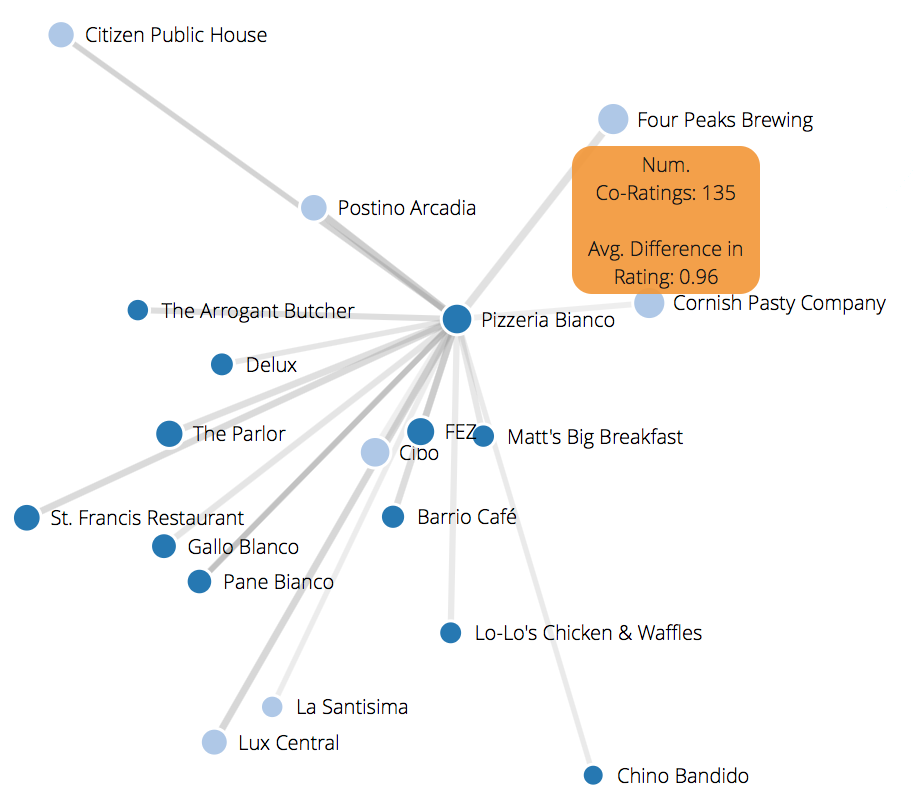 Citizen Public House
Four Peaks Brewing
Num.
Co-Ratings: 135
Avg. Difference in
Rating: 0.96
Postino Arcadia
Cornish Pasty Company
The Arrogant Butcher
Pizzeria Bianco
Delux
The Parlor
FEZ
Matt's Big Breakfast
Cibo
St. Francis Restaurant
Barrio Café
Gallo Blanco
Pane Bianco
Lo-Lo's Chicken & Waffles
La Santisima
Lux Central
Chino Bandido